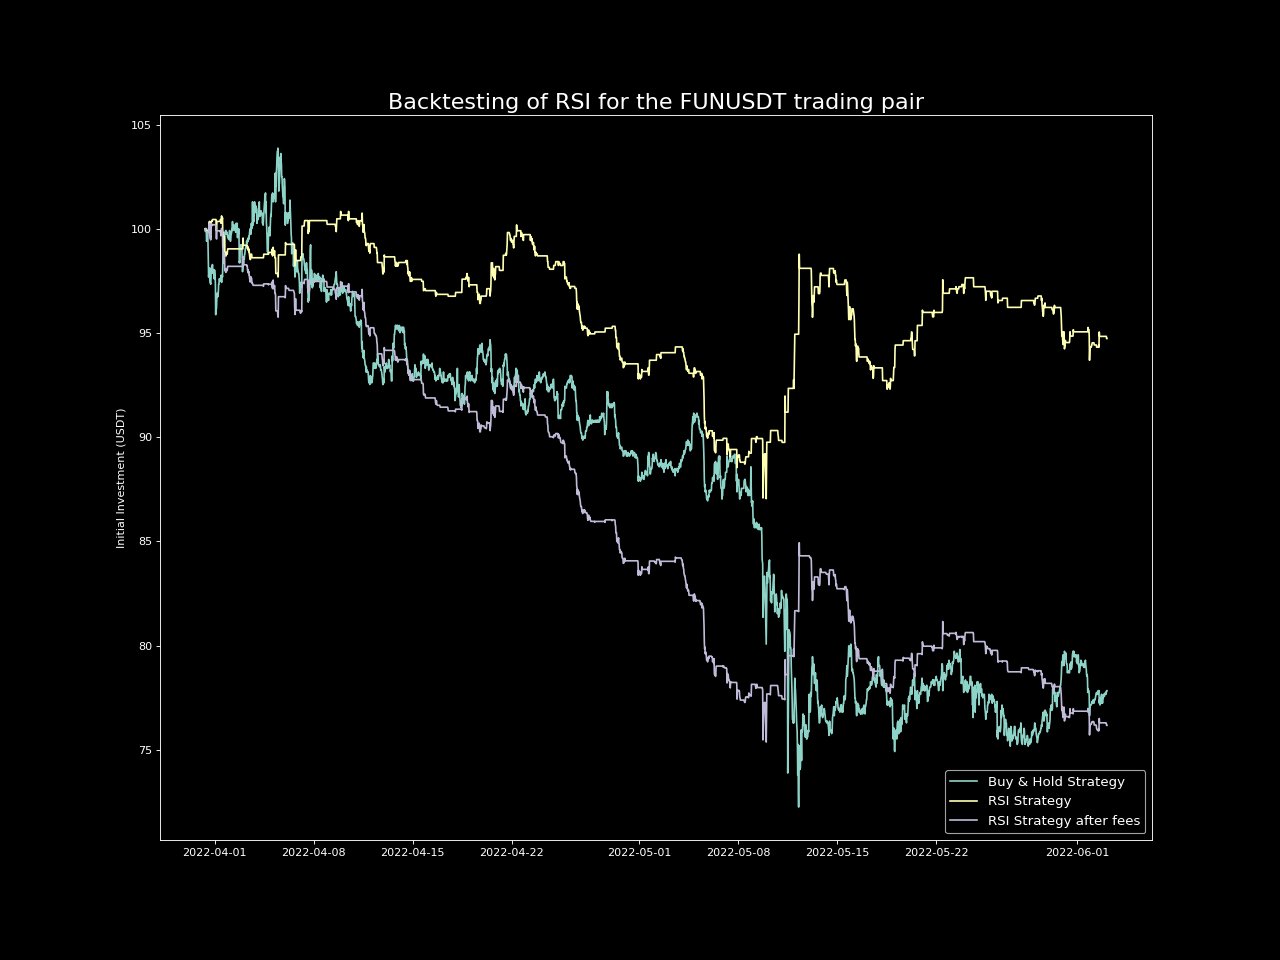 Backtesting of RSI for the FUNUSDT trading pair
105
100
95
90
85
80
75
Initial Investment (USDT)
2022-04-01 2022-04-08 2022-04-15 2022-04-22 2022-05-01 2022-05-08 2022-05-15 2022-05-22 2022-06-01
Buy & Hold Strategy
RSI Strategy
RSI Strategy after fees